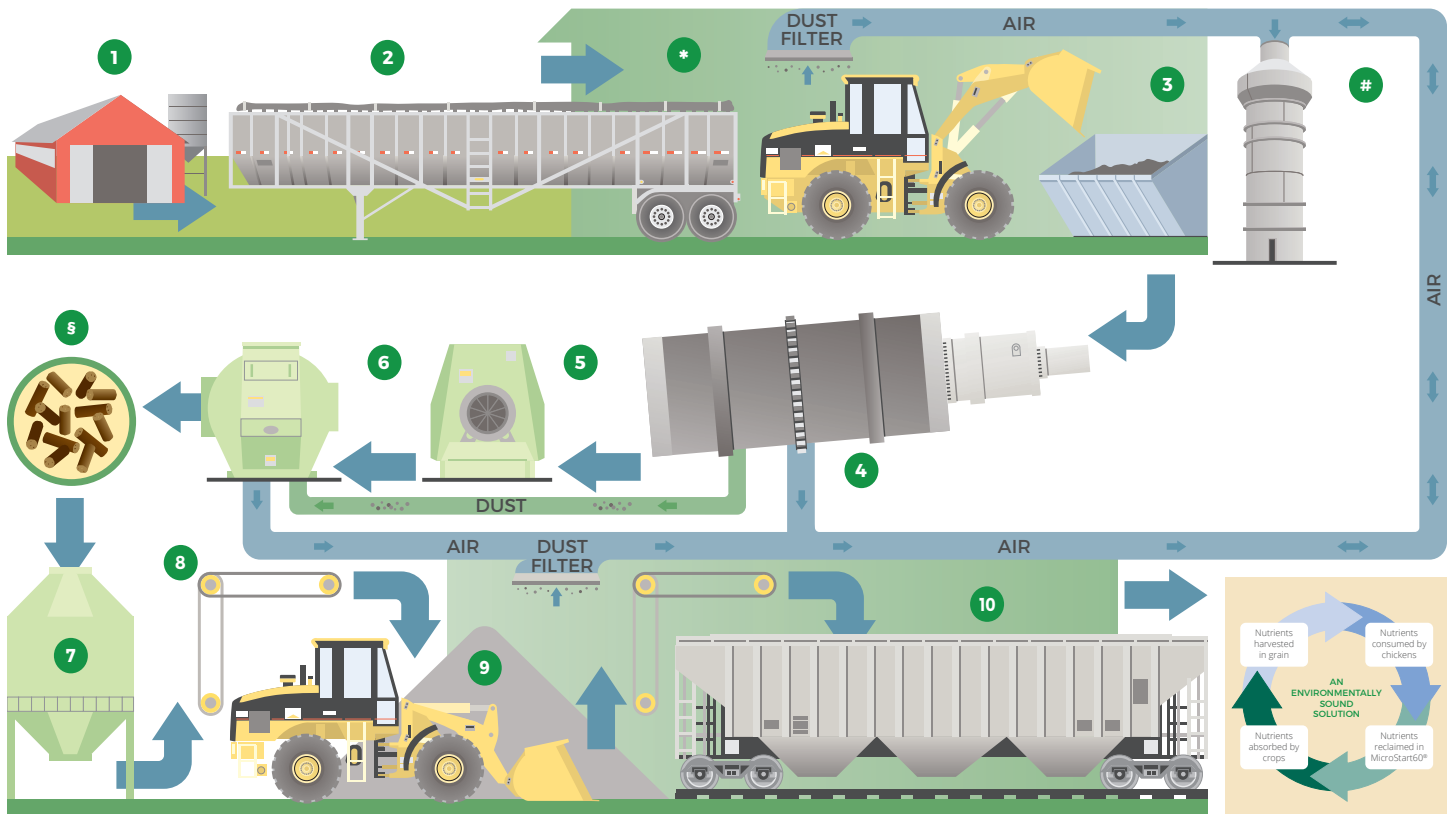 1
2
*
DUST
FILTER
AIR
3
#
AIR
§
6
5
4
DUST
8
AIR
DUST
FILTER
AIR
7
9
10
Nutrients
harvested
in grain
Nutrients
consumed by
chickens
AN
ENVIRONMENTALLY
SOUND
SOLUTION
Nutrients
absorbed by
crops
Nutrients
reclaimed in
MicroStart60®